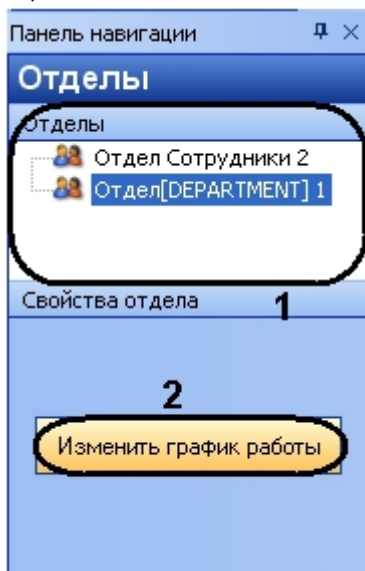 Панель навигации
Отделы
Отделы
Отдел Сотрудники 2
Отдел[DEPARTMENT] 1
Свойства отдела
1
2
Изменить график работы